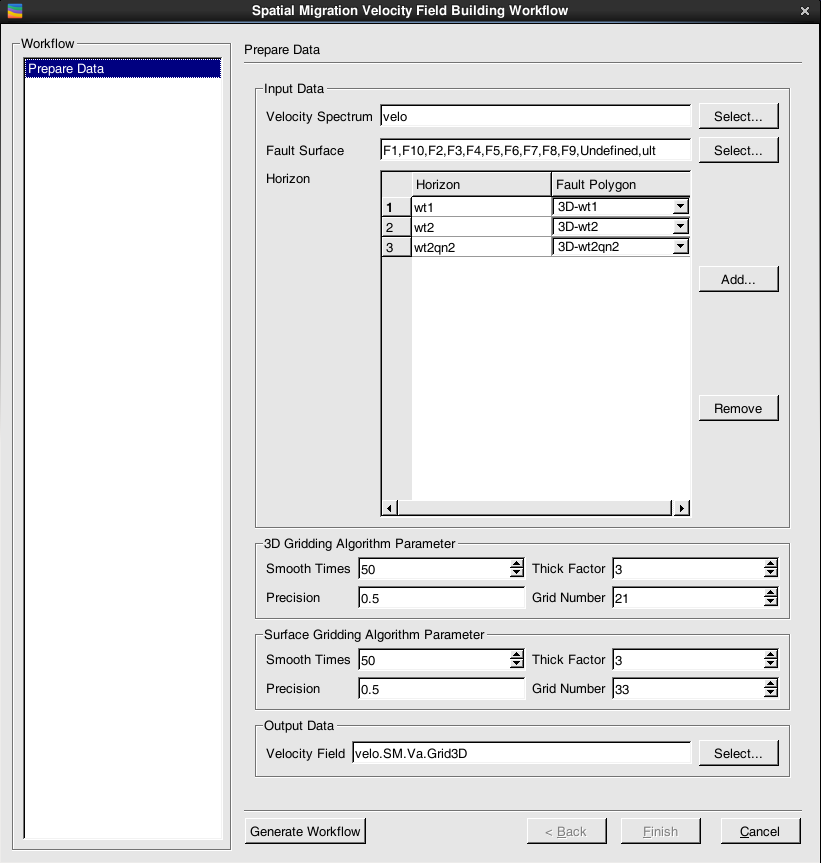 Spatial Migration Velocity Field Building Workflow
Workflow
Prepare Data
Prepare Data
Input Data
Velocity Spectrum velo Select...
Fault Surface F1,F10,F2,F3,F4,F5,F6,F7,F8,F9,Undefined,ult Select...
Horizon
Horizon Fault Polygon
1 wt1 3D-wt1
2 wt2 3D-wt2
3 wt2qn2 3D-wt2qn2
Add...
Remove
3D Gridding Algorithm Parameter
Smooth Times 50 Thick Factor 3
Precision 0.5 Grid Number 21
Surface Gridding Algorithm Parameter
Smooth Times 50 Thick Factor 3
Precision 0.5 Grid Number 33
Output Data
Velocity Field velo.SM.Va.Grid3D Select...
Generate Workflow < Back Finish Cancel